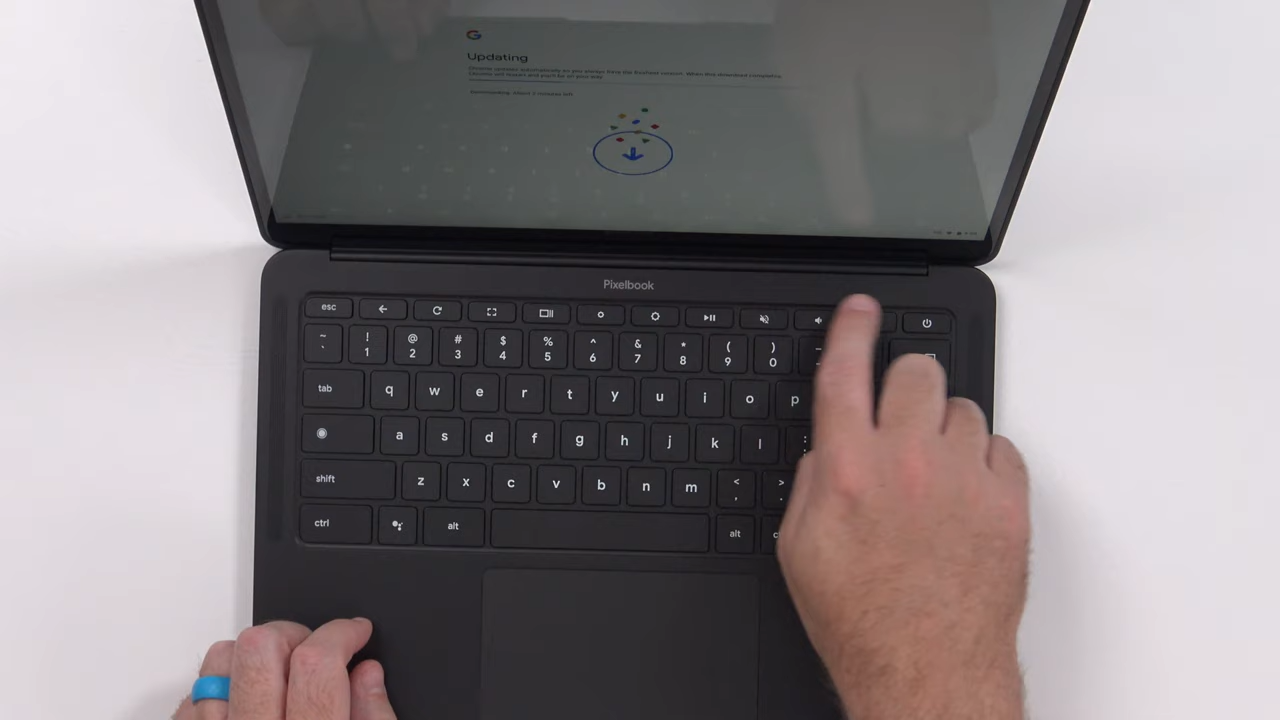 G
Updating
Pixelbook
esc
~ ! @ # $ % ^ & * ( ) _
` 1 2 3 4 5 6 7 8 9 0
tab q w e r t y u i o p
a s d f g h j k l :
;
shift z x c v b n m < >
, .
ctrl alt alt c